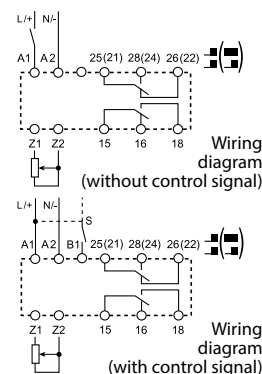 L/+ N/-
A1 A2 25(21) 28(24) 26(22)
Z1 Z2 15 16 18
Wiring
diagram
(without control signal)
L/+ N/-
S
A1 A2 B1 25(21) 28(24) 26(22)
Z1 Z2 15 16 18
Wiring
diagram
(with control signal)